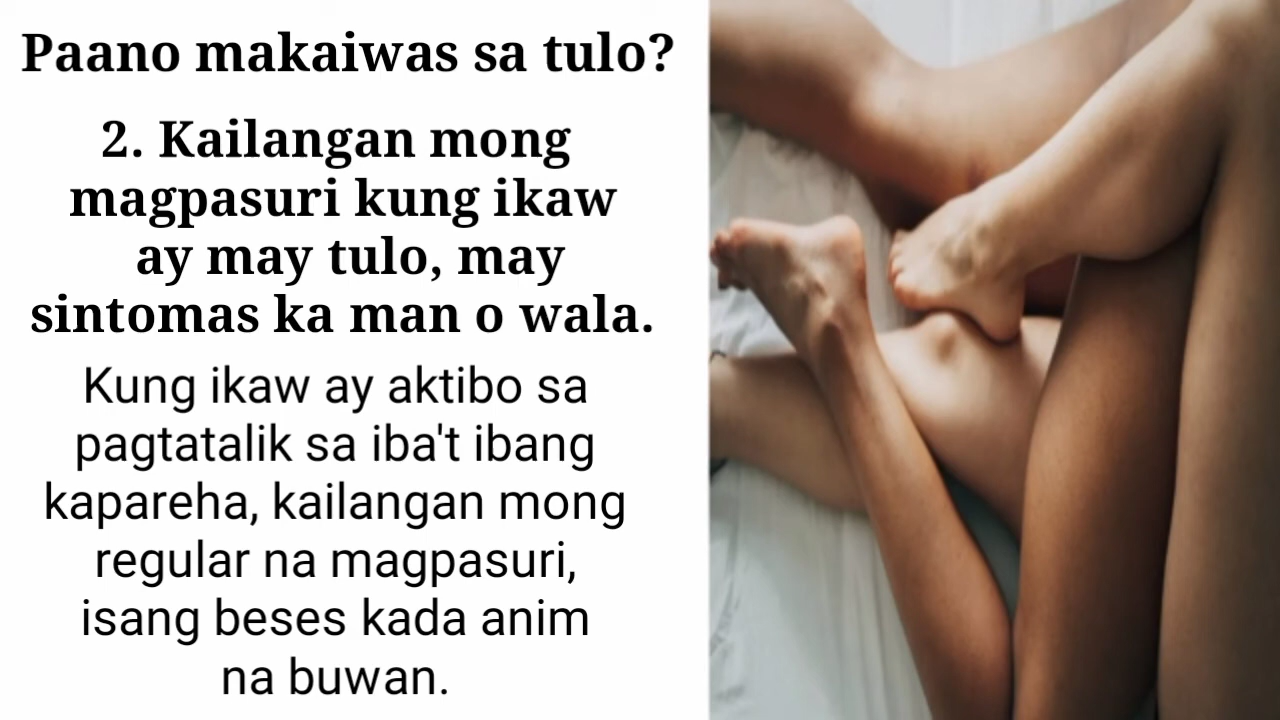 Paano makaiwas sa tulo?
2. Kailangan mong
magpasuri kung ikaw
ay may tulo, may
sintomas ka man o wala.
Kung ikaw ay aktibo sa
pagtatalik sa iba't ibang
kapareha, kailangan mong
regular na magpasuri,
isang beses kada anim
na buwan.